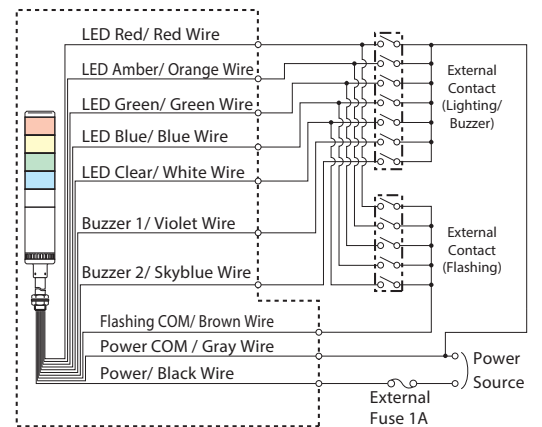 LED Red/ Red Wire
LED Amber/ Orange Wire
LED Green/ Green Wire
LED Blue/ Blue Wire
LED Clear/ White Wire
Buzzer 1/ Violet Wire
Buzzer 2/ Skyblue Wire
Flashing COM/ Brown Wire
Power COM / Gray Wire
Power/ Black Wire
External
Contact
(Lighting/
Buzzer)
External
Contact
(Flashing)
Power
Source
External
Fuse 1A